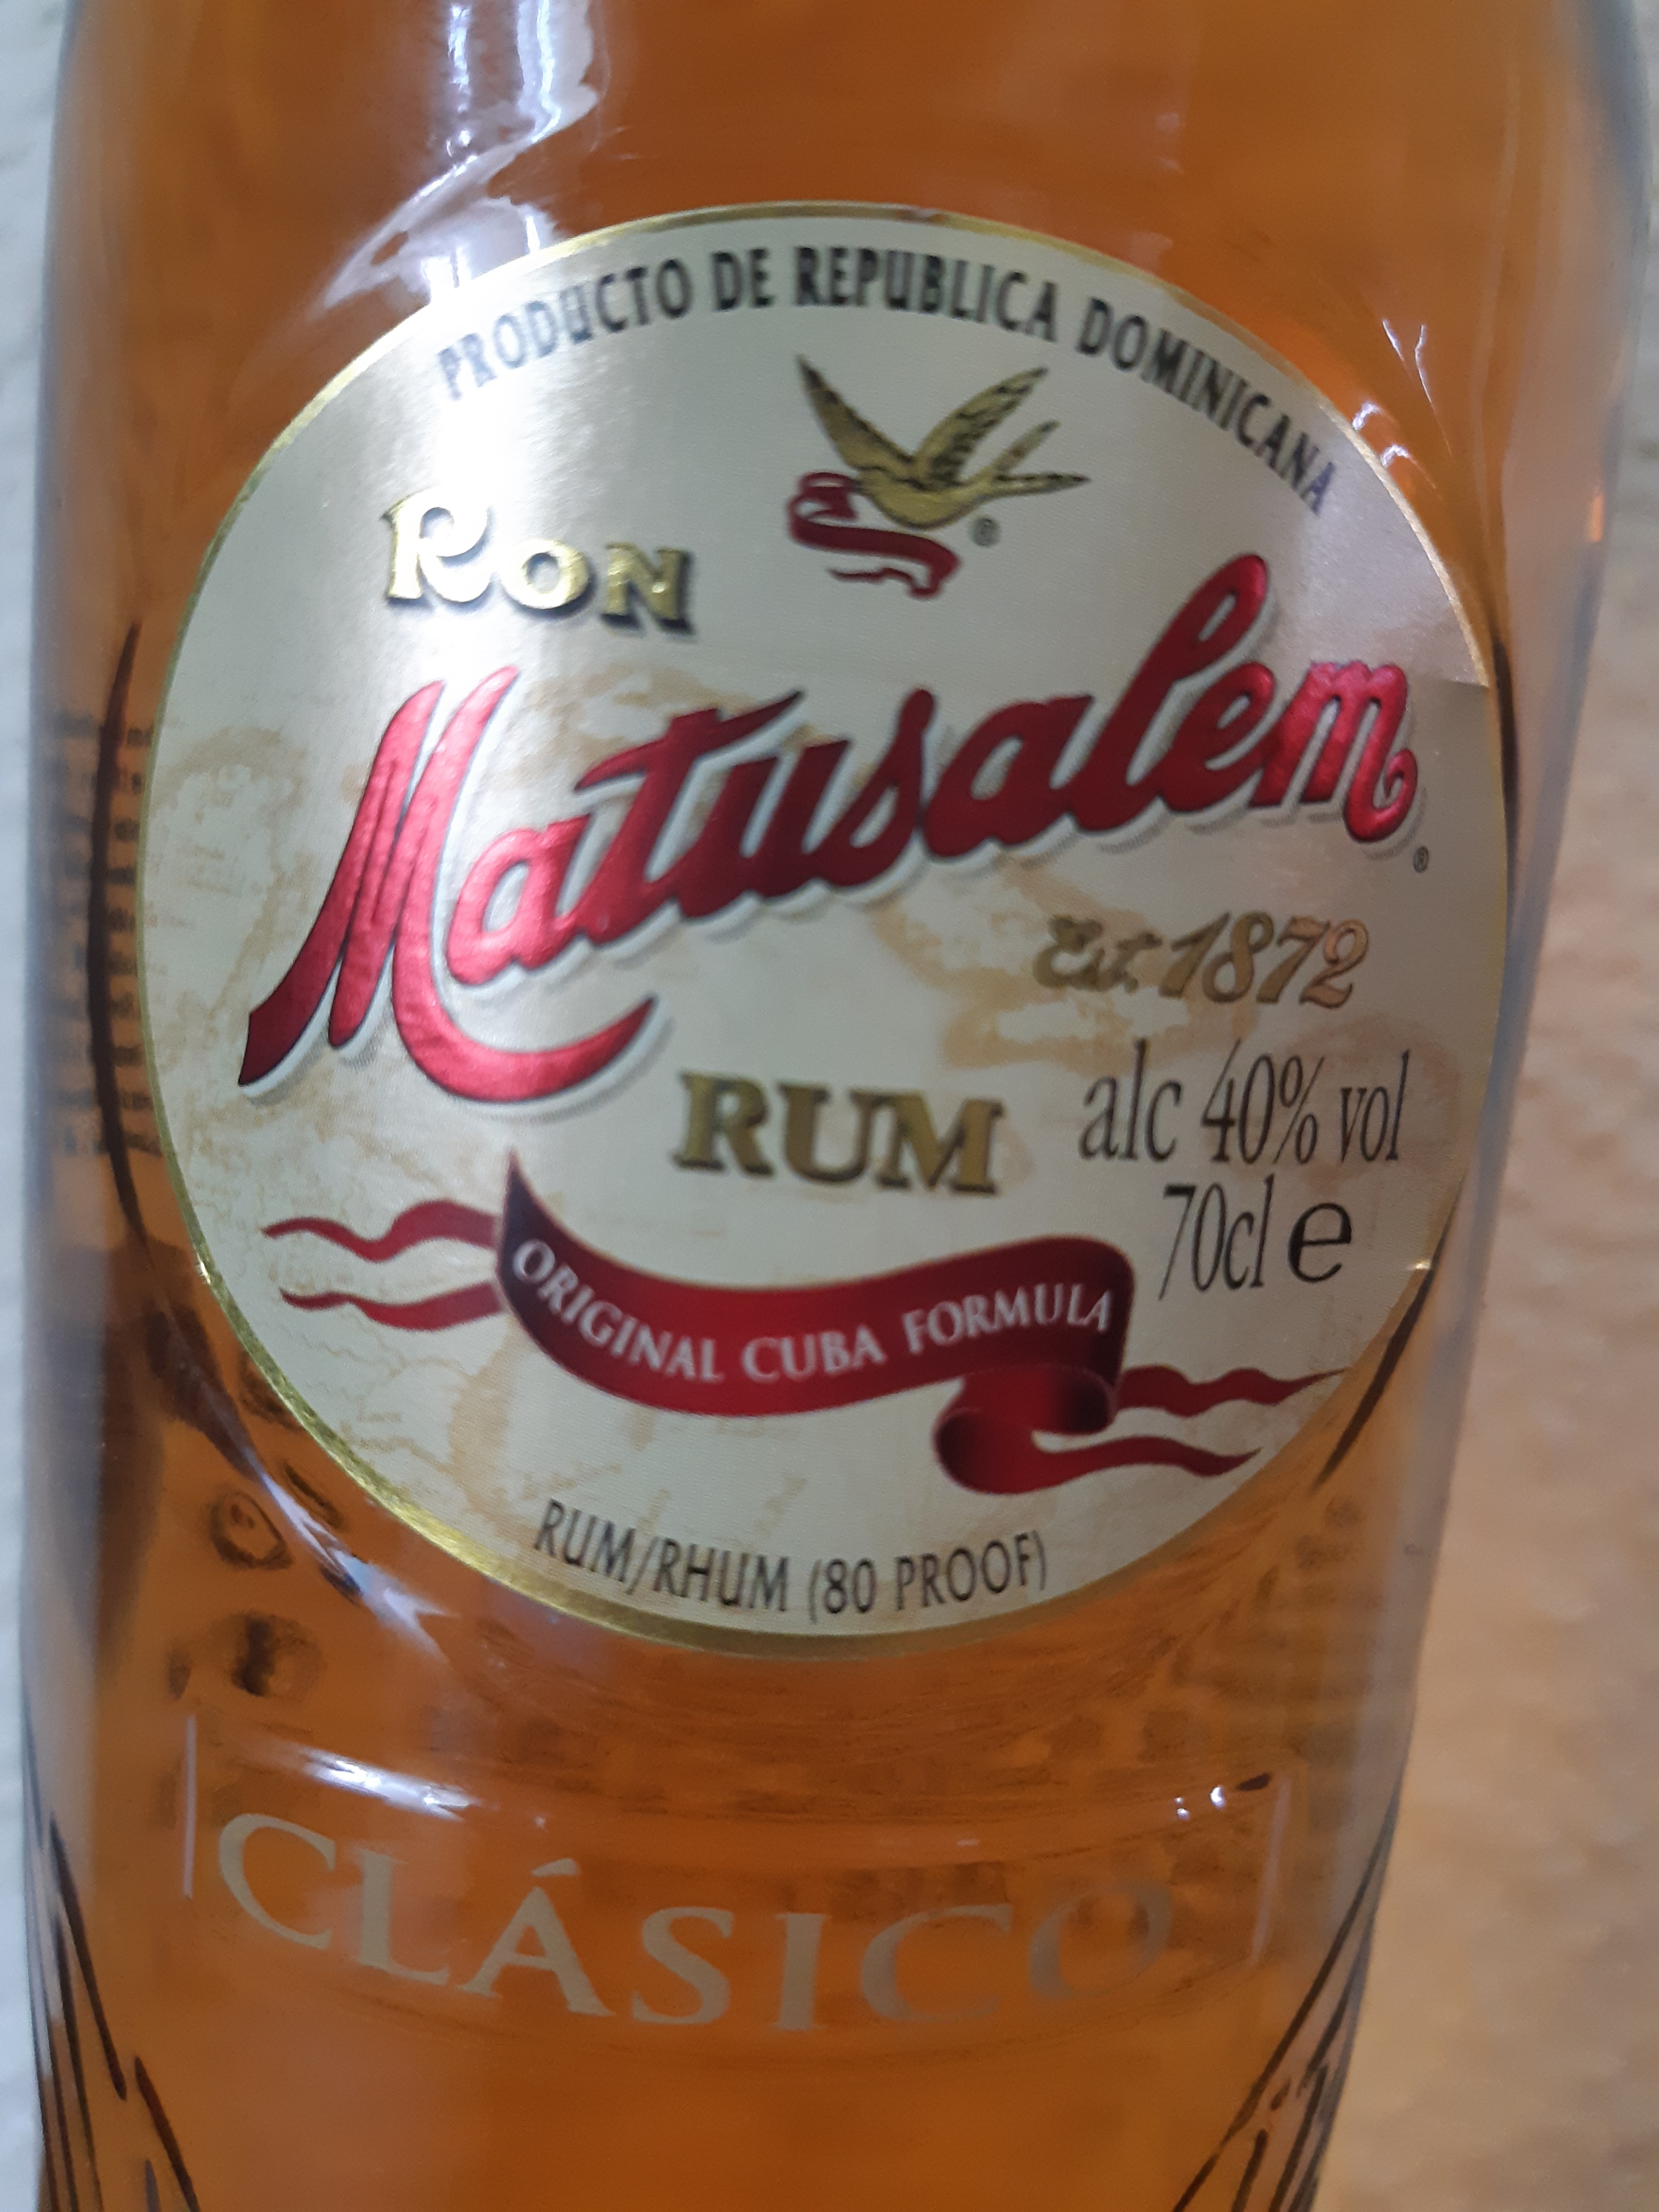 PRODUCTO DE REPUBLICA DOMINICANA
®
RON
Matusalem
®
Est. 1872
RUM
alc 40% vol
70cl e
ORIGINAL CUBA FORMULA
RUM/RHUM (80 PROOF)
CLÁSICO